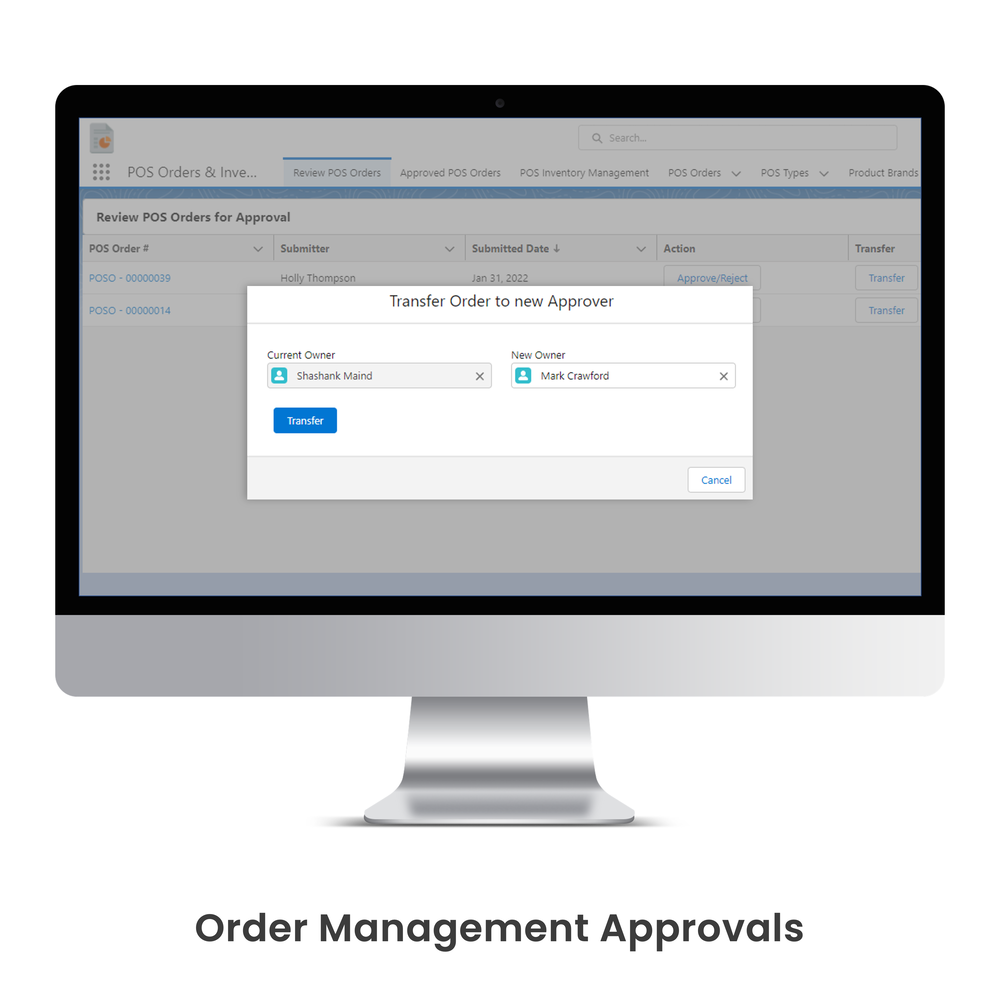 Search...
POS Orders & Inve...
Review POS Orders
Approved POS Orders
POS Inventory Management
POS Orders
POS Types
Product Brands
Review POS Orders for Approval
POS Order # Submitter Submitted Date ↓ Action Transfer
POSO - 00000039 Holly Thompson Jan 31, 2022 Approve/Reject Transfer
POSO - 00000014 Transfer
Transfer Order to new Approver
Current Owner New Owner
Shashank Maind Mark Crawford
Transfer
Cancel
Order Management Approvals